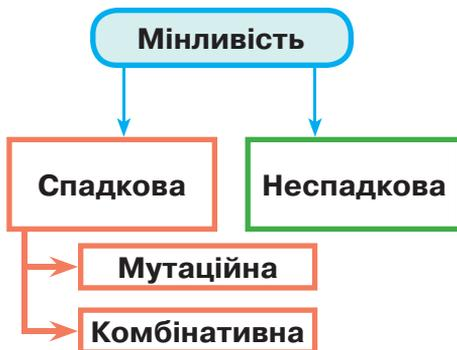 Мінливість
Спадкова
Неспадкова
Мутаційна
Комбінативна